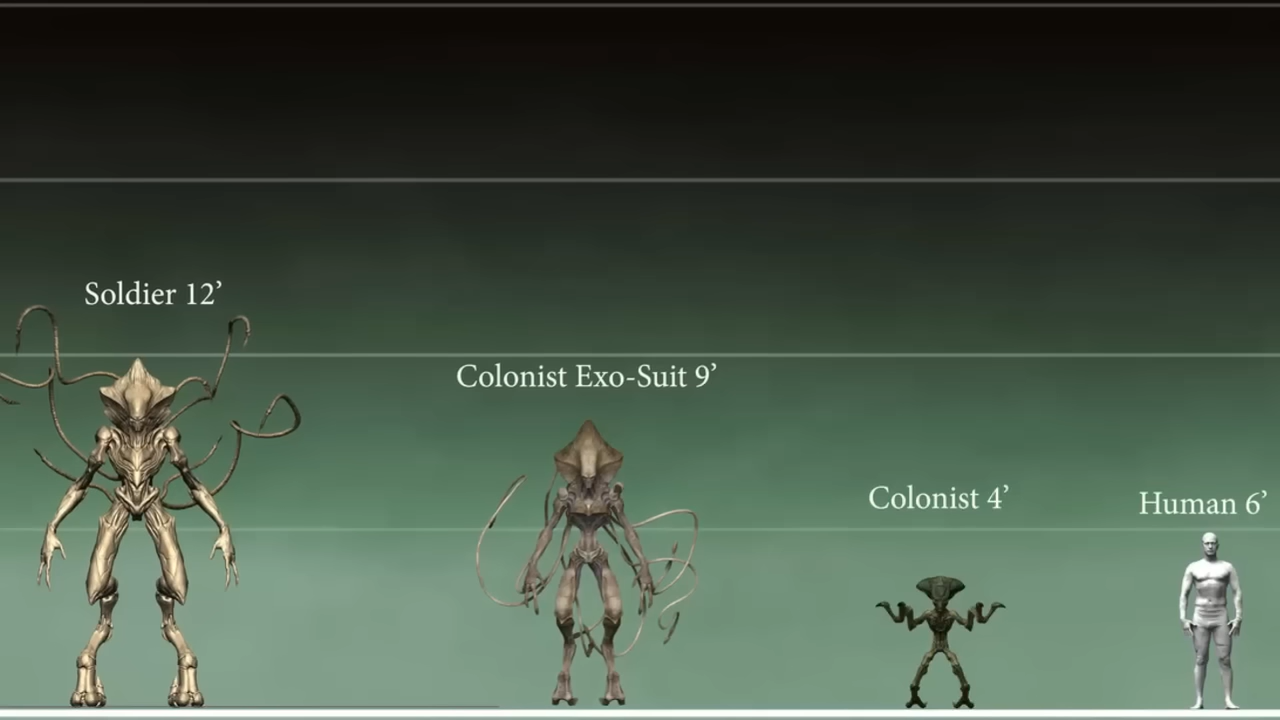 Soldier 12’
Colonist Exo-Suit 9’
Colonist 4’
Human 6’